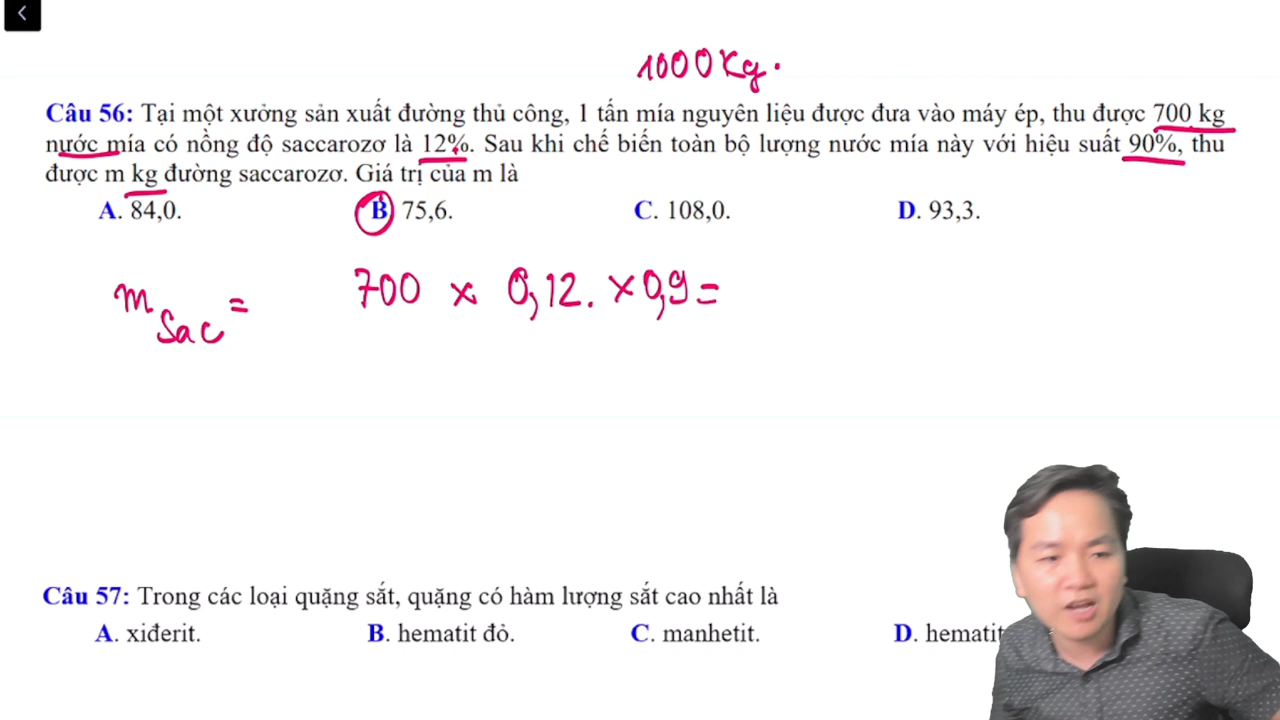 1000 Kg.
Câu 56: Tại một xưởng sản xuất đường thủ công, 1 tấn mía nguyên liệu được đưa vào máy ép, thu được 700 kg
nước mía có nồng độ saccarozơ là 12%. Sau khi chế biến toàn bộ lượng nước mía này với hiệu suất 90%, thu
được m kg đường saccarozơ. Giá trị của m là
A. 84,0. B 75,6. C. 108,0. D. 93,3.
m Sac = 700 x 0,12. x 0,9 =
Câu 57: Trong các loại quặng sắt, quặng có hàm lượng sắt cao nhất là
A. xiđerit. B. hematit đỏ. C. manhetit. D. hematit